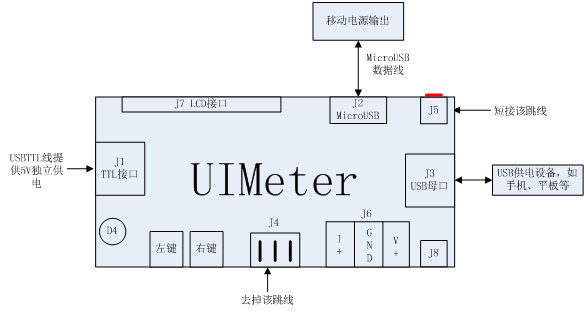 移动电源输出
MicroUSB
数据线
J7 LCD接口
J2
MicroUSB
J5
短接该跳线
USBTTL线提
供5V独立供
电
J1
TTL接口
UIMeter
J3
USB母口
USB供电设备，如
手机、平板等
D4
左键
右键
J4
J6
I
+
G
N
D
V
+
J8
去掉该跳线